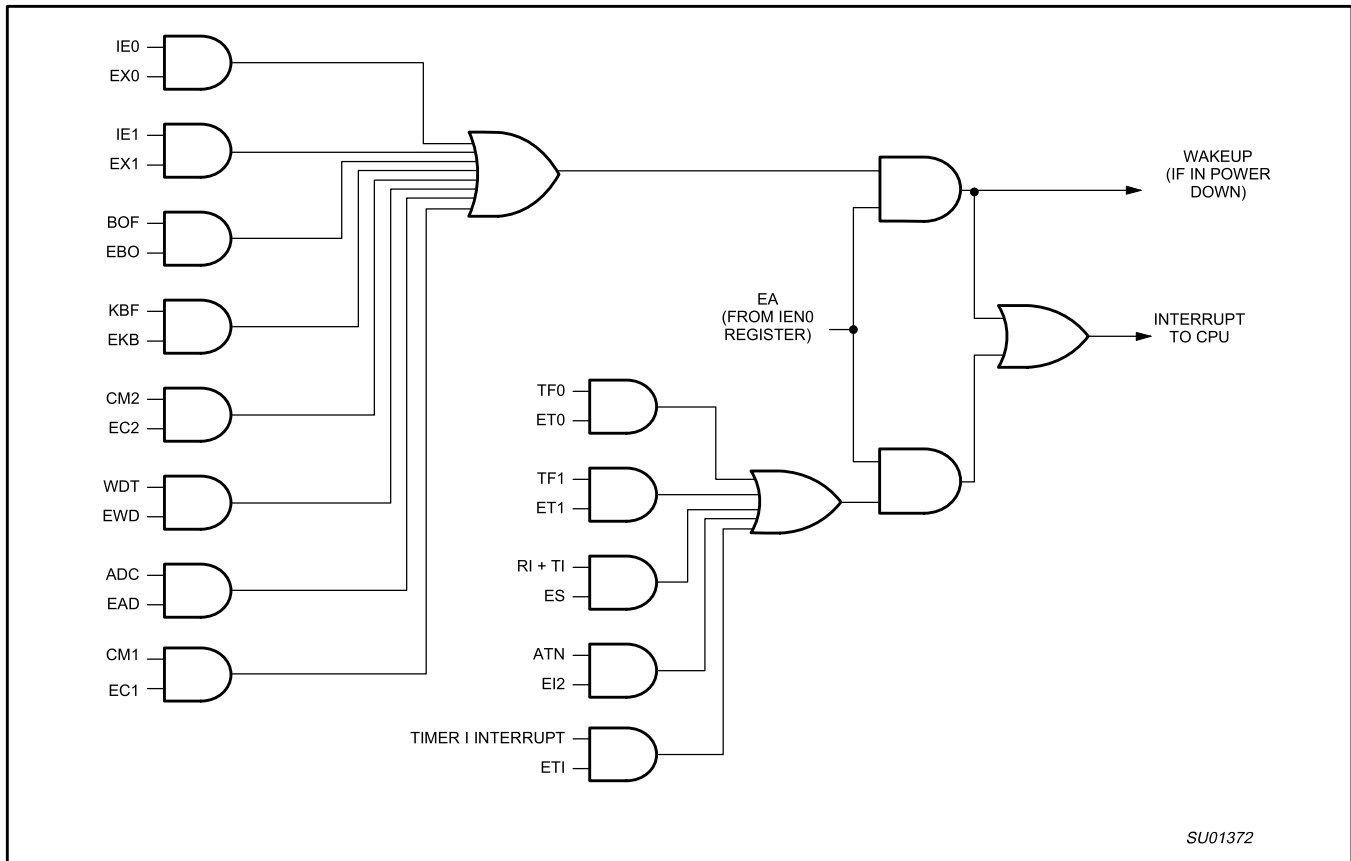 IE0
EX0
IE1
EX1
BOF
EBO
KBF
EKB
CM2
EC2
WDT
EWD
ADC
EAD
CM1
EC1
WAKEUP
(IF IN POWER
DOWN)
EA
(FROM IEN0
REGISTER)
INTERRUPT
TO CPU
TF0
ET0
TF1
ET1
RI + TI
ES
ATN
EI2
TIMER I INTERRUPT
ETI
SU01372